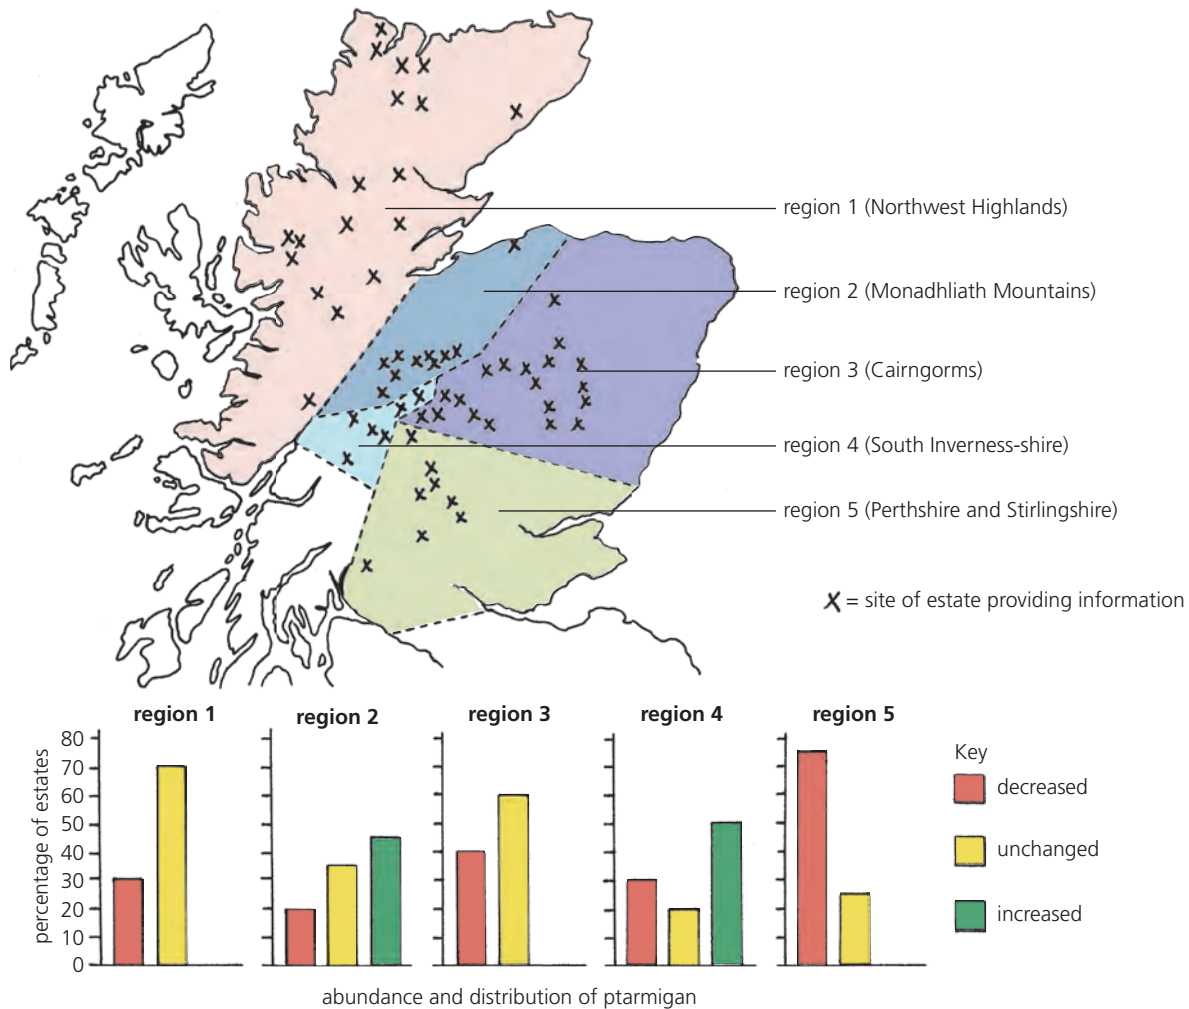 region 1 (Northwest Highlands)
region 2 (Monadhliath Mountains)
region 3 (Cairngorms)
region 4 (South Inverness-shire)
region 5 (Perthshire and Stirlingshire)
X = site of estate providing information
region 1
region 2
region 3
region 4
region 5
percentage of estates
80
70
60
50
40
30
20
10
0
Key
decreased
unchanged
increased
abundance and distribution of ptarmigan